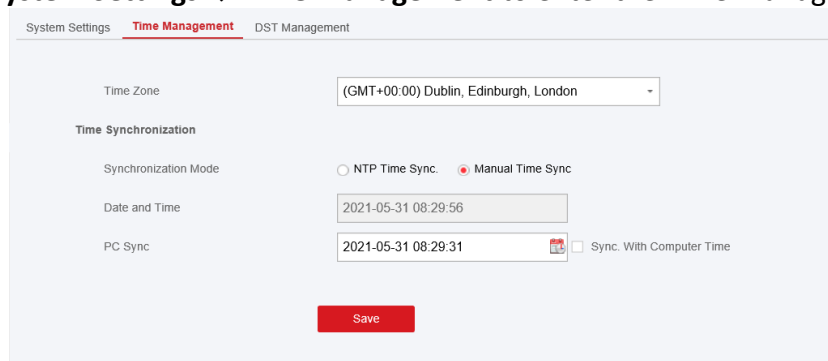 System Settings Time Management DST Management
Time Zone (GMT+00:00) Dublin, Edinburgh, London
Time Synchronization
Synchronization Mode NTP Time Sync. Manual Time Sync
Date and Time 2021-05-31 08:29:56
PC Sync 2021-05-31 08:29:31 Sync. With Computer Time
Save